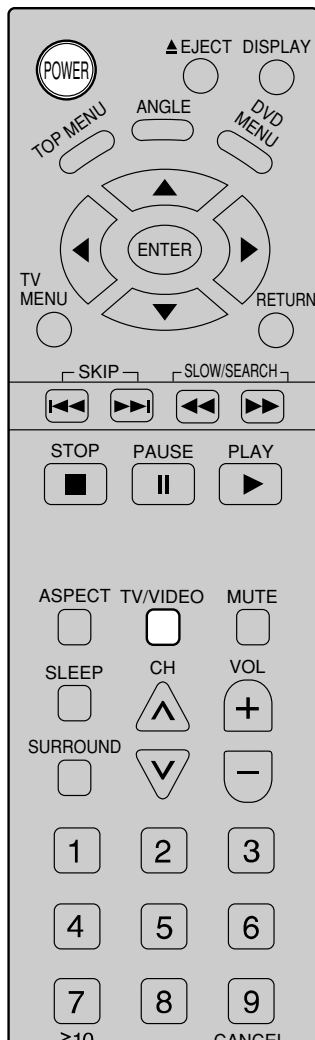 ▲EJECT DISPLAY
POWER
TOP MENU ANGLE DVD MENU
ENTER
TV MENU RETURN
SKIP SLOW/SEARCH
STOP PAUSE PLAY
ASPECT TV/VIDEO MUTE
SLEEP CH VOL
+
SURROUND
−
1 2 3
4 5 6
7 8 9
≥10 CANCEL